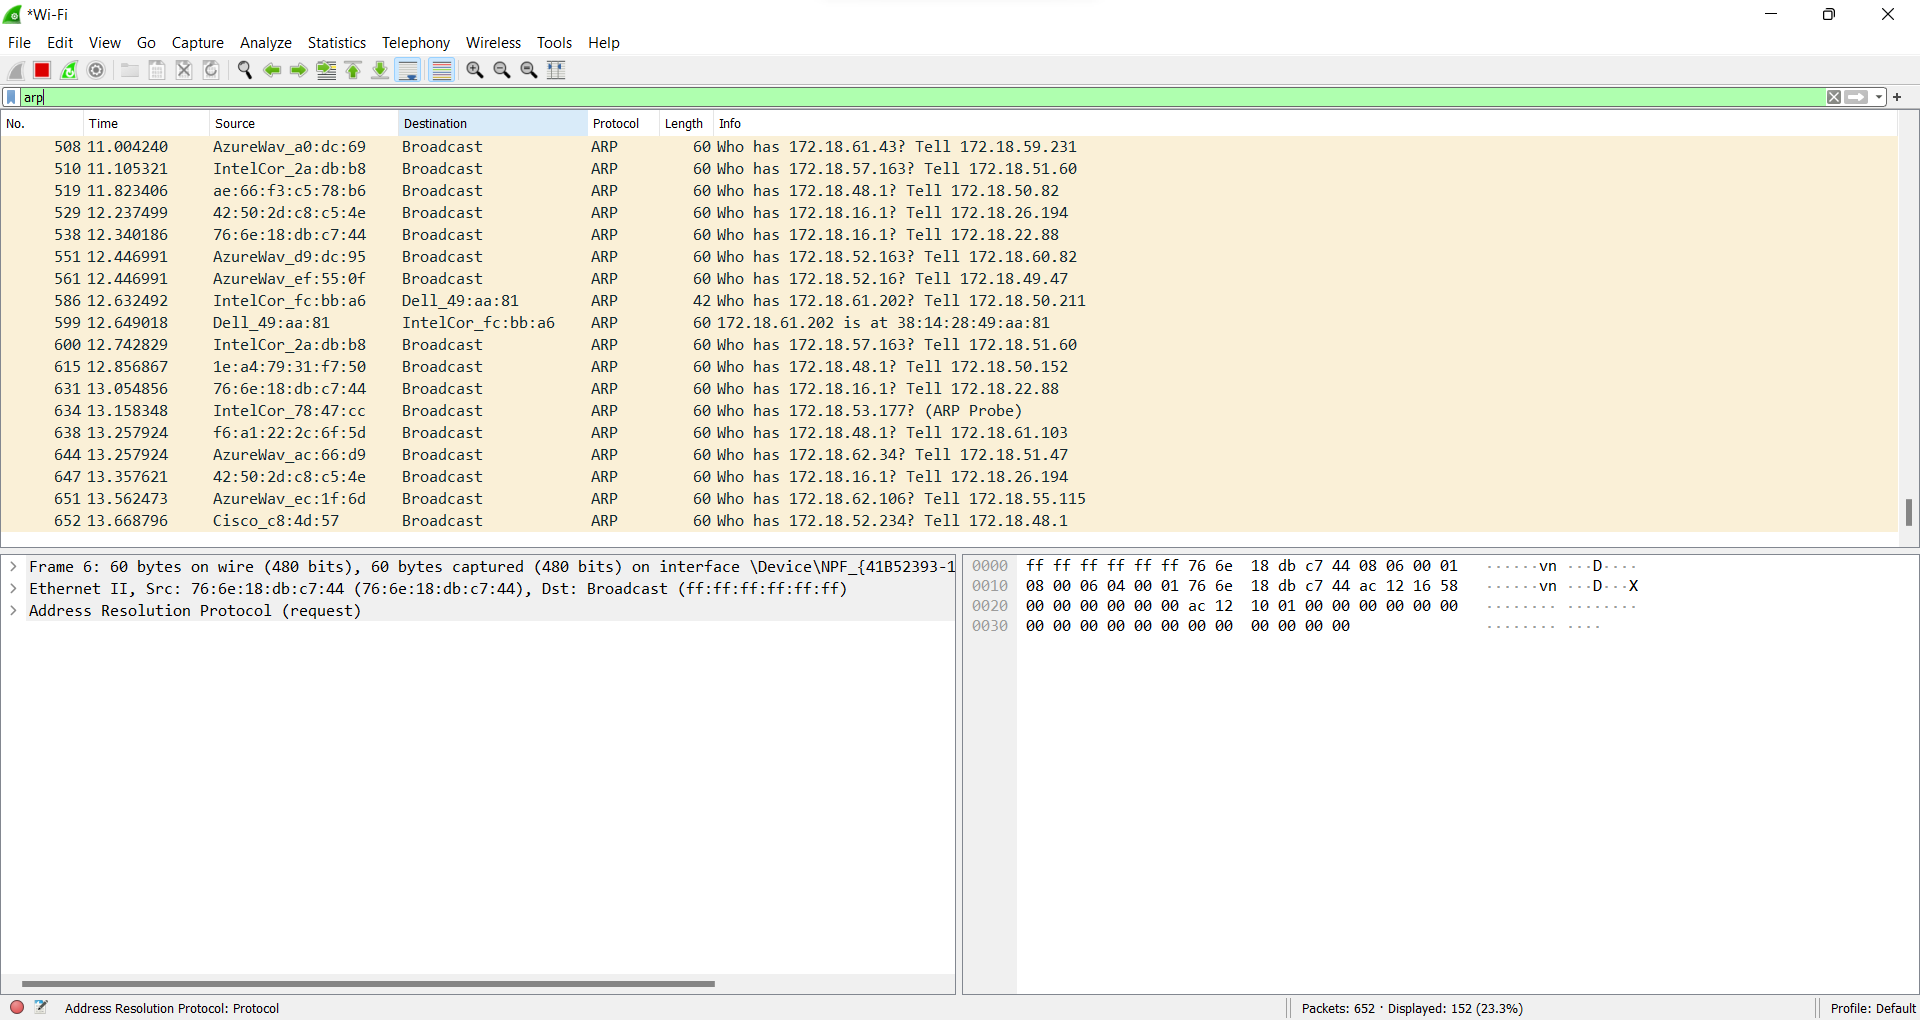 *Wi-Fi
File Edit View Go Capture Analyze Statistics Telephony Wireless Tools Help
arp
No. Time Source Destination Protocol Length Info
508 11.004240 AzureWav_a0:dc:69 Broadcast ARP 60 Who has 172.18.61.43? Tell 172.18.59.231
510 11.105321 IntelCor_2a:db:b8 Broadcast ARP 60 Who has 172.18.57.163? Tell 172.18.51.60
519 11.823406 ae:66:f3:c5:78:b6 Broadcast ARP 60 Who has 172.18.48.1? Tell 172.18.50.82
529 12.237499 42:50:2d:c8:c5:4e Broadcast ARP 60 Who has 172.18.16.1? Tell 172.18.26.194
538 12.340186 76:6e:18:db:c7:44 Broadcast ARP 60 Who has 172.18.16.1? Tell 172.18.22.88
551 12.446991 AzureWav_d9:dc:95 Broadcast ARP 60 Who has 172.18.52.163? Tell 172.18.60.82
561 12.446991 AzureWav_ef:55:0f Broadcast ARP 60 Who has 172.18.52.16? Tell 172.18.49.47
586 12.632492 IntelCor_fc:bb:a6 Dell_49:aa:81 ARP 42 Who has 172.18.61.202? Tell 172.18.50.211
599 12.649018 Dell_49:aa:81 IntelCor_fc:bb:a6 ARP 60 172.18.61.202 is at 38:14:28:49:aa:81
600 12.742829 IntelCor_2a:db:b8 Broadcast ARP 60 Who has 172.18.57.163? Tell 172.18.51.60
615 12.856867 1e:a4:79:31:f7:50 Broadcast ARP 60 Who has 172.18.48.1? Tell 172.18.50.152
631 13.054856 76:6e:18:db:c7:44 Broadcast ARP 60 Who has 172.18.16.1? Tell 172.18.22.88
634 13.158348 IntelCor_78:47:cc Broadcast ARP 60 Who has 172.18.53.177? (ARP Probe)
638 13.257924 f6:a1:22:2c:6f:5d Broadcast ARP 60 Who has 172.18.48.1? Tell 172.18.61.103
644 13.257924 AzureWav_ac:66:d9 Broadcast ARP 60 Who has 172.18.62.34? Tell 172.18.51.47
647 13.357621 42:50:2d:c8:c5:4e Broadcast ARP 60 Who has 172.18.16.1? Tell 172.18.26.194
651 13.562473 AzureWav_ec:1f:6d Broadcast ARP 60 Who has 172.18.62.106? Tell 172.18.55.115
652 13.668796 Cisco_c8:4d:57 Broadcast ARP 60 Who has 172.18.52.234? Tell 172.18.48.1
Frame 6: 60 bytes on wire (480 bits), 60 bytes captured (480 bits) on interface \Device\NPF_{41B52393-1
Ethernet II, Src: 76:6e:18:db:c7:44 (76:6e:18:db:c7:44), Dst: Broadcast (ff:ff:ff:ff:ff:ff)
Address Resolution Protocol (request)
0000 ff ff ff ff ff ff 76 6e 18 db c7 44 08 06 00 01 ······vn ···D····
0010 08 00 06 04 00 01 76 6e 18 db c7 44 ac 12 16 58 ······vn ···D···X
0020 00 00 00 00 00 00 ac 12 10 01 00 00 00 00 00 00 ········ ········
0030 00 00 00 00 00 00 00 00 00 00 00 00 ········ ····
Address Resolution Protocol: Protocol
Packets: 652 · Displayed: 152 (23.3%)
Profile: Default